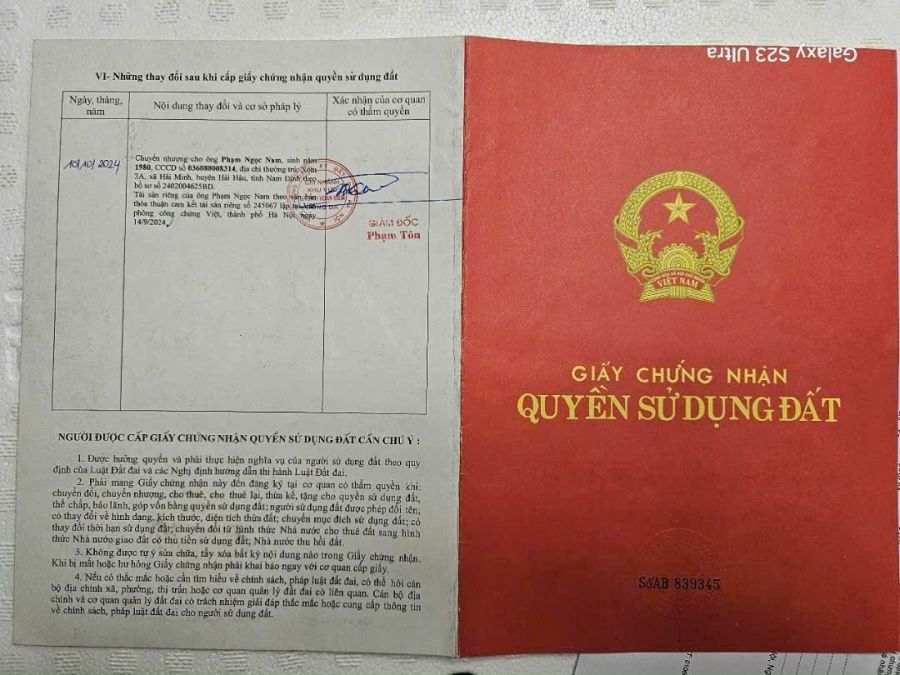 VI- Những thay đổi sau khi cấp giấy chứng nhận quyền sử dụng đất
Ngày, tháng, năm
Nội dung thay đổi và cơ sở pháp lý
Xác nhận của cơ quan có thẩm quyền
10/10/2024
Chuyển nhượng cho ông Phạm Ngọc Nam, sinh năm
1980, CCCD số 036080008314, địa chỉ thường trú: Xóm
3A, xã Hải Minh, huyện Hải Hậu, tỉnh Nam Định theo
hồ sơ số 2402004625BD.
Tài sản riêng của ông Phạm Ngọc Nam theo văn bản
thỏa thuận cam kết tài sản riêng số 245067 lập tại
phòng công chứng Việt, thành phố Hà Nội ngày
14/9/2024
CHI NHÁNH
KHU VỰC
GIÁM ĐỐC
Phạm Tôn
NGƯỜI ĐƯỢC CẤP GIẤY CHỨNG NHẬN QUYỀN SỬ DỤNG ĐẤT CẦN CHÚ Ý :
1. Được hưởng quyền và phải thực hiện nghĩa vụ của người sử dụng đất theo quy
định của Luật Đất đai và các Nghị định hướng dẫn thi hành Luật Đất đai.
2. Phải mang Giấy chứng nhận này đến đăng ký tại cơ quan có thẩm quyền khi:
chuyển đổi, chuyển nhượng, cho thuê, cho thuê lại, thừa kế, tặng cho quyền sử dụng đất,
thế chấp, bảo lãnh, góp vốn bằng quyền sử dụng đất; người sử dụng đất được phép đổi tên;
có thay đổi về hình dạng, kích thước, diện tích thửa đất; chuyển mục đích sử dụng đất; có
thay đổi thời hạn sử dụng đất; chuyển đổi từ hình thức Nhà nước cho thuê đất sang hình
thức Nhà nước giao đất có thu tiền sử dụng đất; Nhà nước thu hồi đất.
3. Không được tự ý sửa chữa, tẩy xóa bất kỳ nội dung nào trong Giấy chứng nhận.
Khi bị mất hoặc hư hỏng Giấy chứng nhận phải khai báo ngay với cơ quan cấp giấy.
4. Nếu có thắc mắc hoặc cần tìm hiểu về chính sách, pháp luật đất đai, có thể hỏi cán
bộ địa chính xã, phường, thị trấn hoặc cơ quan quản lý đất đai có liên quan. Cán bộ địa
chính và cơ quan quản lý đất đai có trách nhiệm giải đáp thắc mắc hoặc cung cấp thông tin
về chính sách, pháp luật đất đai cho người sử dụng đất.
Galaxy S23 Ultra
VIỆT NAM
GIẤY CHỨNG NHẬN
QUYỀN SỬ DỤNG ĐẤT
Số AB 839345